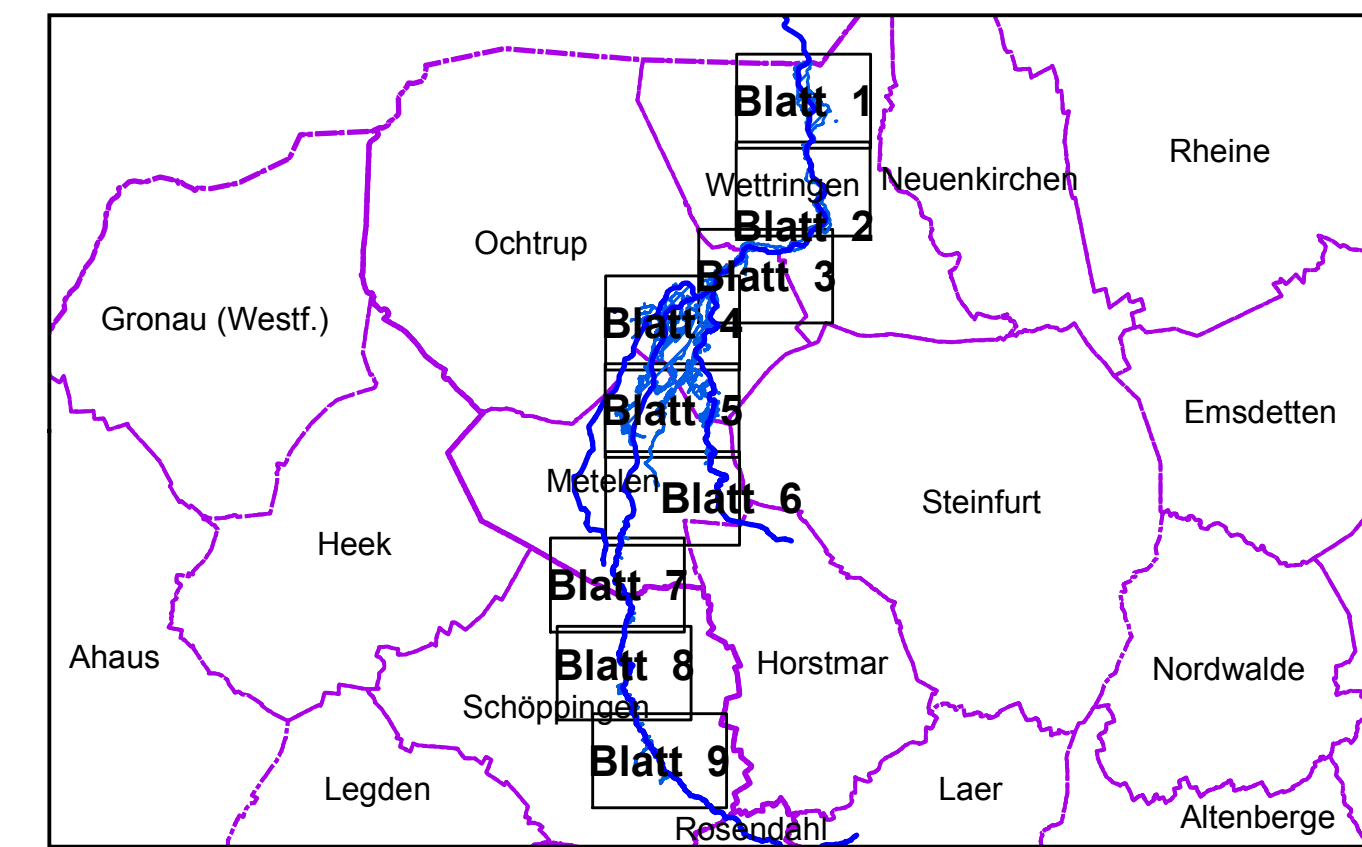 Blatt 1
Rheine
Wettringen
Neuenkirchen
Blatt 2
Ochtrup
Blatt 3
Gronau (Westf.)
Blatt 4
Blatt 5
Emsdetten
Metelen
Blatt 6
Steinfurt
Heek
Blatt 7
Ahaus
Blatt 8
Horstmar
Nordwalde
Schöppingen
Blatt 9
Legden
Laer
Altenberge
Rosendahl